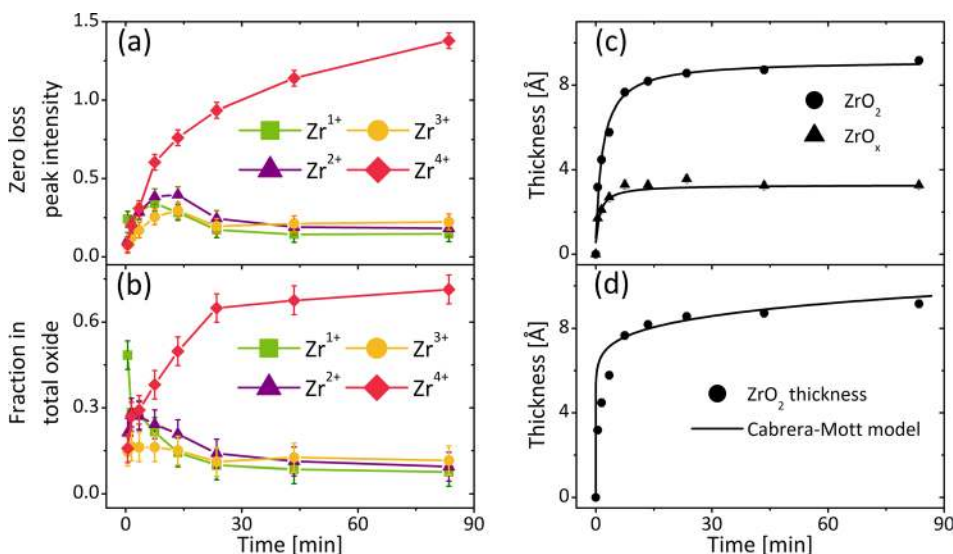 (a)
1.5
1.0
0.5
0.0
Zero loss
peak intensity
Zr1+ Zr3+
Zr2+ Zr4+
(b)
0.6
0.3
0.0
Fraction in
total oxide
Zr1+ Zr3+
Zr2+ Zr4+
0 30 60 90
Time [min]
(c)
8
4
0
Thickness [Å]
ZrO2
ZrOx
(d)
8
4
0
Thickness [Å]
ZrO2 thickness
Cabrera-Mott model
0 30 60 90
Time [min]